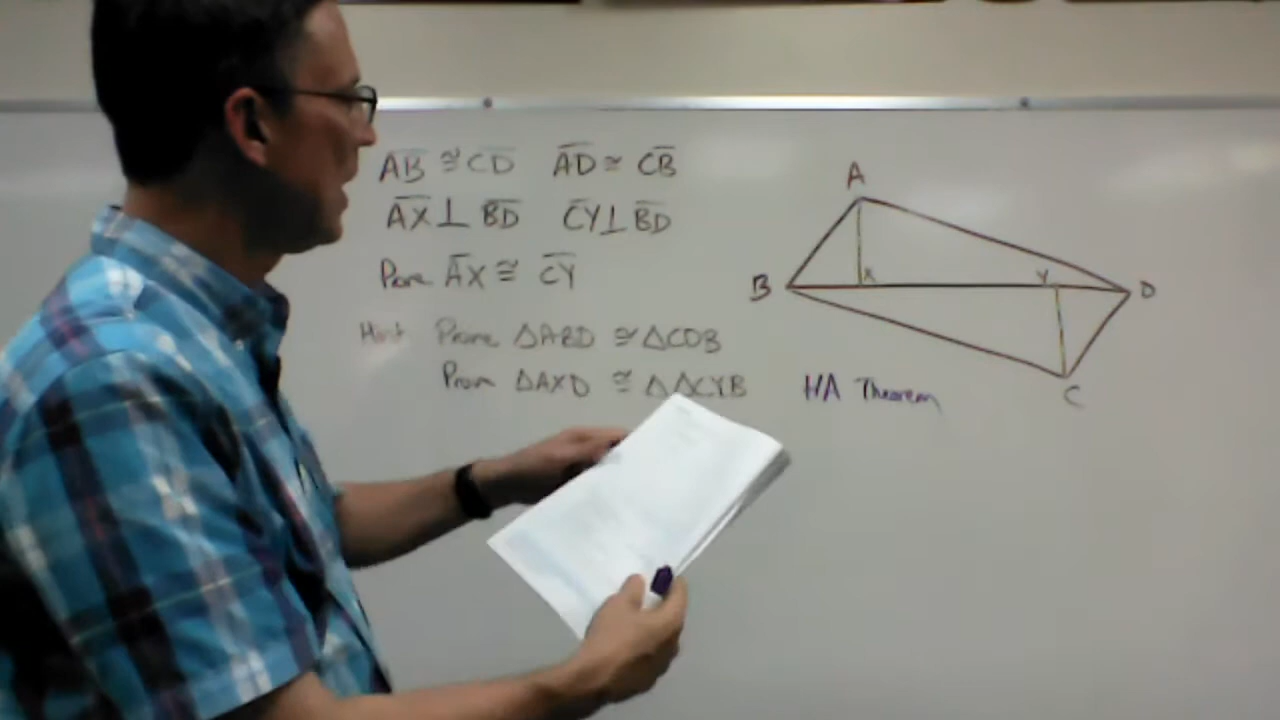 AB ≅ CD  AD ≅ CB
AX ⊥ BD  CY ⊥ BD
Prove AX ≅ CY
Hint Prove △ABD ≅ △CDB
Prove △AXD ≅ △△CYB
HA Theorem
A
B
X
Y
D
C